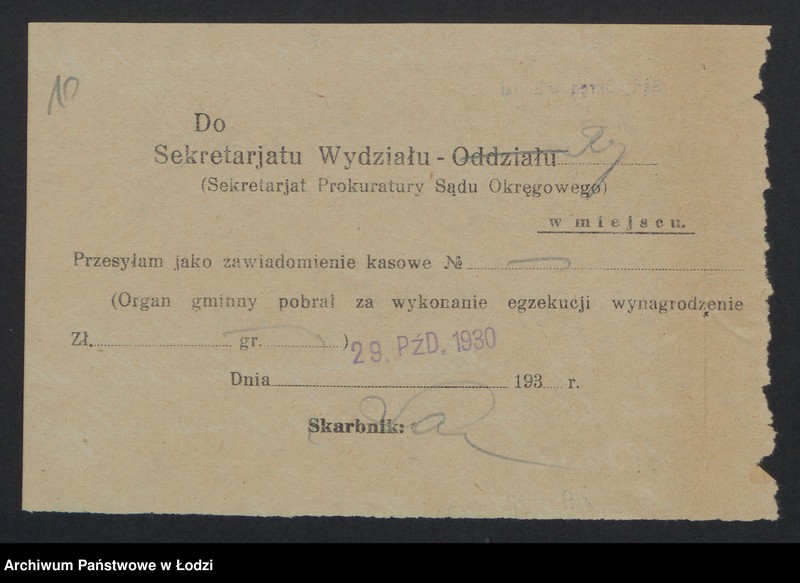 10
Do
Sekretarjatu Wydziału - Oddziału
(Sekretarjat Prokuratury Sądu Okręgowego)
w miejscu.
Przesyłam jako zawiadomienie kasowe № —
(Organ gminny pobrał za wykonanie egzekucji wynagrodzenie
Zł. gr. )
29. PŹD. 1930
Dnia 193 r.
Skarbnik:
Archiwum Państwowe w Łodzi